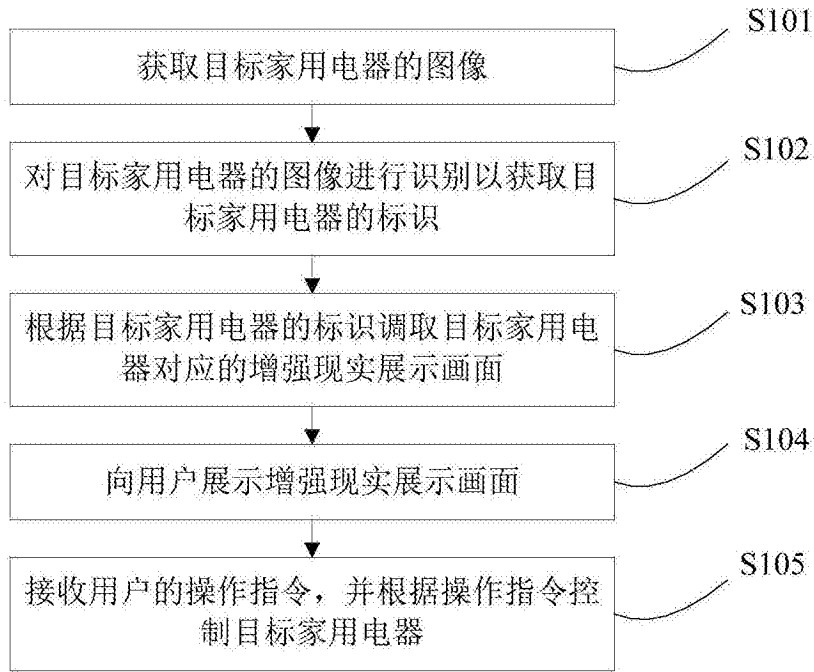 S101
获取目标家用电器的图像
S102
对目标家用电器的图像进行识别以获取目
标家用电器的标识
S103
根据目标家用电器的标识调取目标家用电
器对应的增强现实展示画面
S104
向用户展示增强现实展示画面
S105
接收用户的操作指令，并根据操作指令控
制目标家用电器